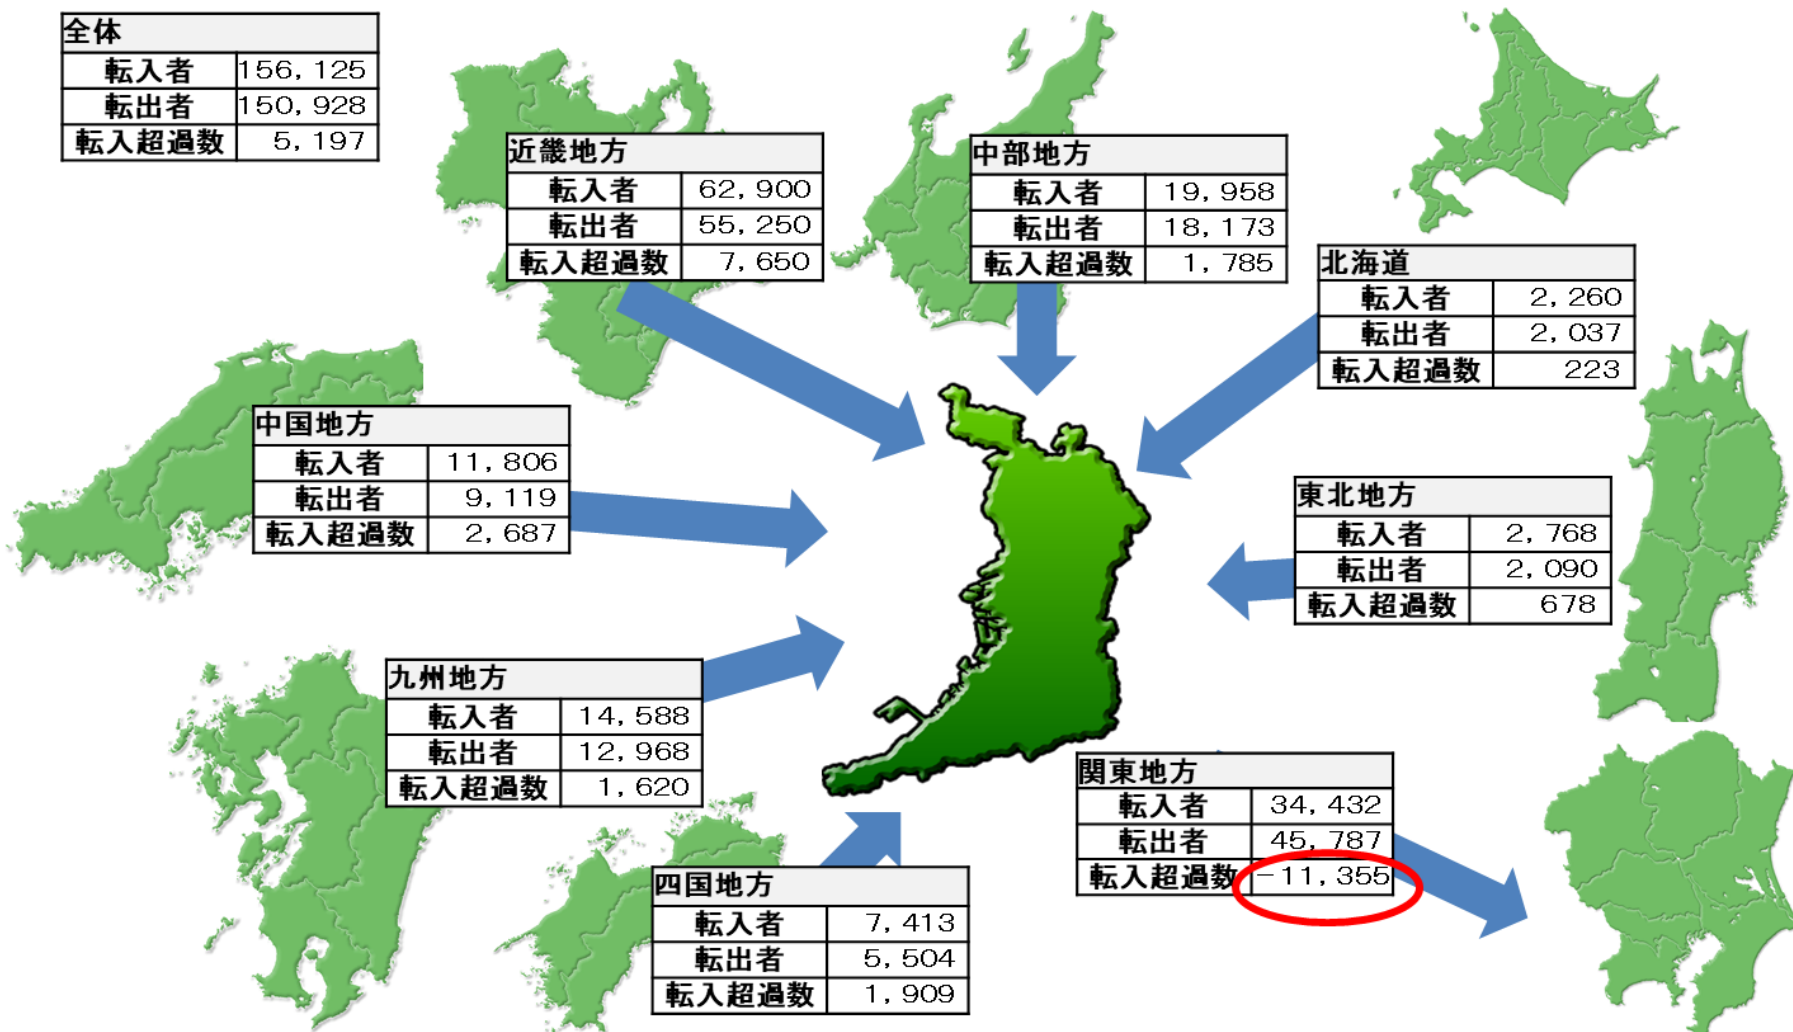 全体
転入者 156,125
転出者 150,928
転入超過数 5,197
近畿地方
転入者 62,900
転出者 55,250
転入超過数 7,650
中部地方
転入者 19,958
転出者 18,173
転入超過数 1,785
北海道
転入者 2,260
転出者 2,037
転入超過数 223
中国地方
転入者 11,806
転出者 9,119
転入超過数 2,687
東北地方
転入者 2,768
転出者 2,090
転入超過数 678
九州地方
転入者 14,588
転出者 12,968
転入超過数 1,620
関東地方
転入者 34,432
転出者 45,787
転入超過数 -11,355
四国地方
転入者 7,413
転出者 5,504
転入超過数 1,909